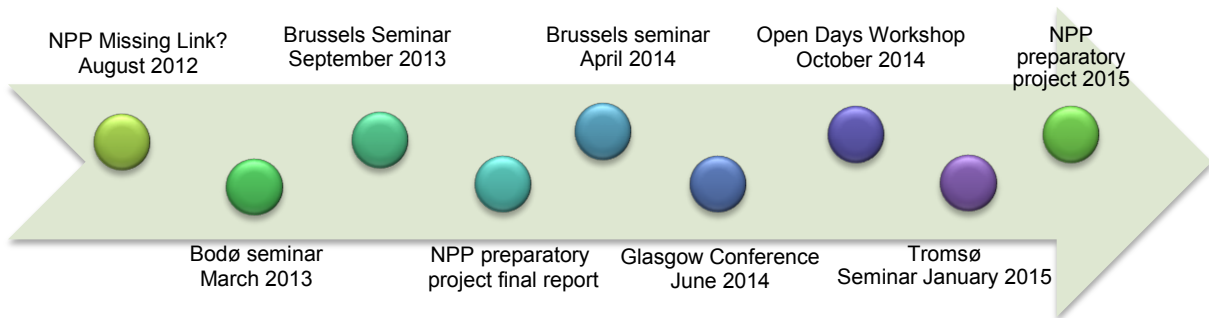 NPP Missing Link?
August 2012
Brussels Seminar
September 2013
Brussels seminar
April 2014
Open Days Workshop
October 2014
NPP
preparatory
project 2015
Bodø seminar
March 2013
NPP preparatory
project final report
Glasgow Conference
June 2014
Tromsø
Seminar January 2015